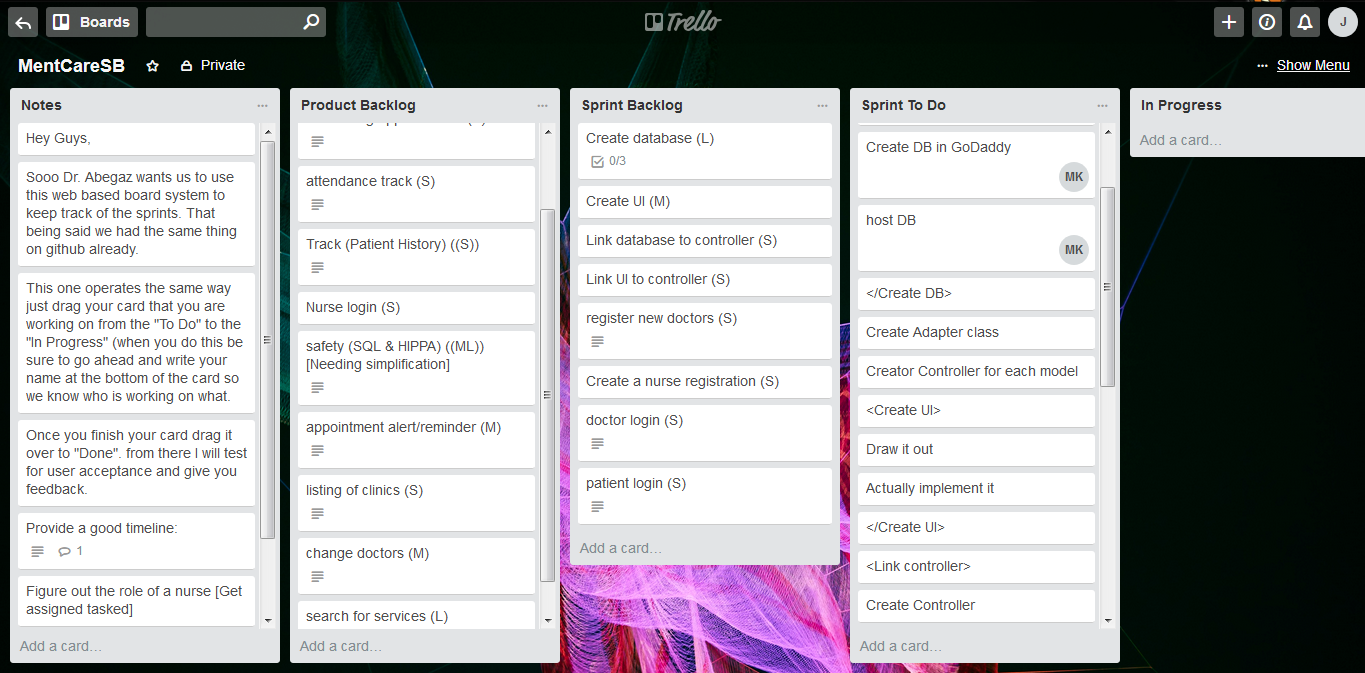 Boards
Trello
J
MentCareSB
Private
... Show Menu
Notes
Hey Guys,
Sooo Dr. Abegaz wants us to use
this web based board system to
keep track of the sprints. That
being said we had the same thing
on github already.
This one operates the same way
just drag your card that you are
working on from the "To Do" to the
"In Progress" (when you do this be
sure to go ahead and write your
name at the bottom of the card so
we know who is working on what.
Once you finish your card drag it
over to "Done". from there I will test
for user acceptance and give you
feedback.
Provide a good timeline:
1
Figure out the role of a nurse [Get
assigned tasked]
Add a card...
Product Backlog
attendance track (S)
Track (Patient History) ((S))
Nurse login (S)
safety (SQL & HIPPA) ((ML))
[Needing simplification]
appointment alert/reminder (M)
listing of clinics (S)
change doctors (M)
search for services (L)
Add a card...
Sprint Backlog
Create database (L)
0/3
Create UI (M)
Link database to controller (S)
Link UI to controller (S)
register new doctors (S)
Create a nurse registration (S)
doctor login (S)
patient login (S)
Add a card...
Sprint To Do
Create DB in GoDaddy
MK
host DB
MK
</Create DB>
Create Adapter class
Creator Controller for each model
<Create UI>
Draw it out
Actually implement it
</Create UI>
<Link controller>
Create Controller
Add a card...
In Progress
Add a card...